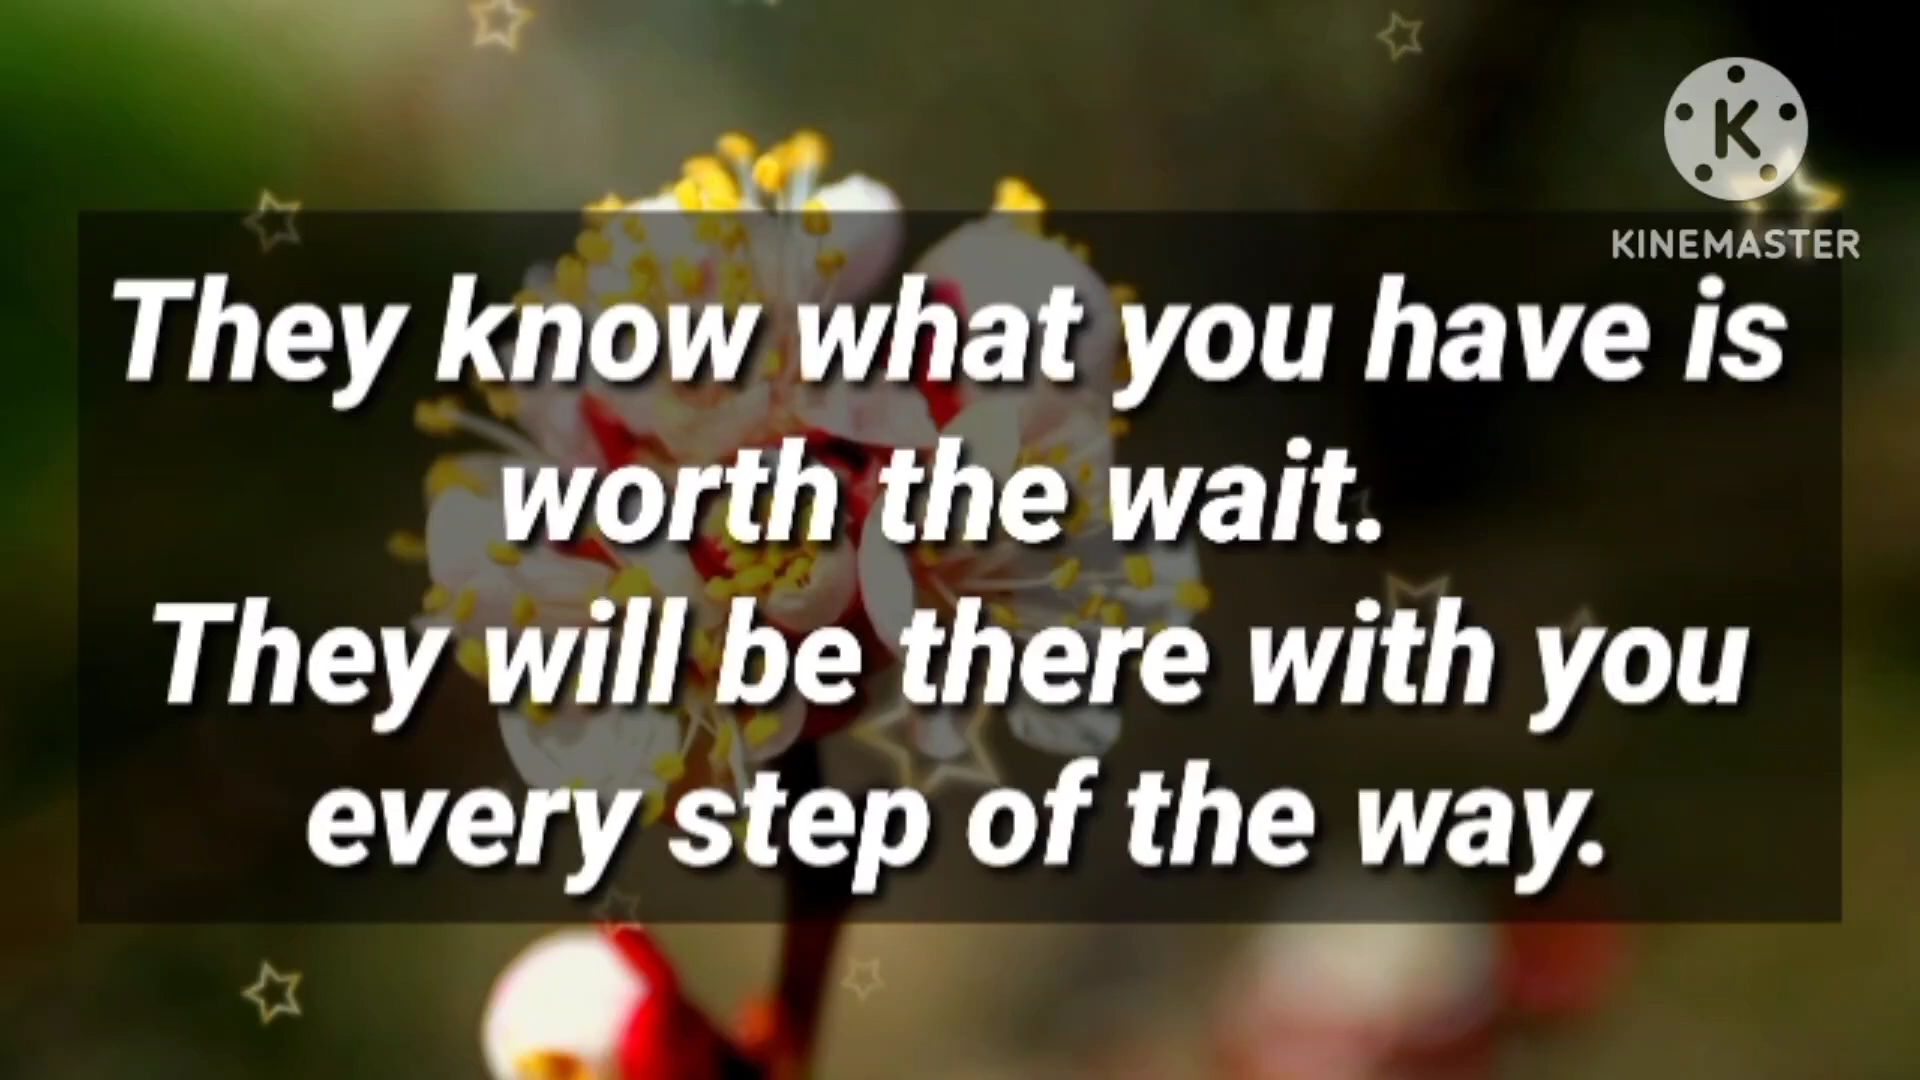 K
KINEMASTER
They know what you have is
worth the wait.
They will be there with you
every step of the way.